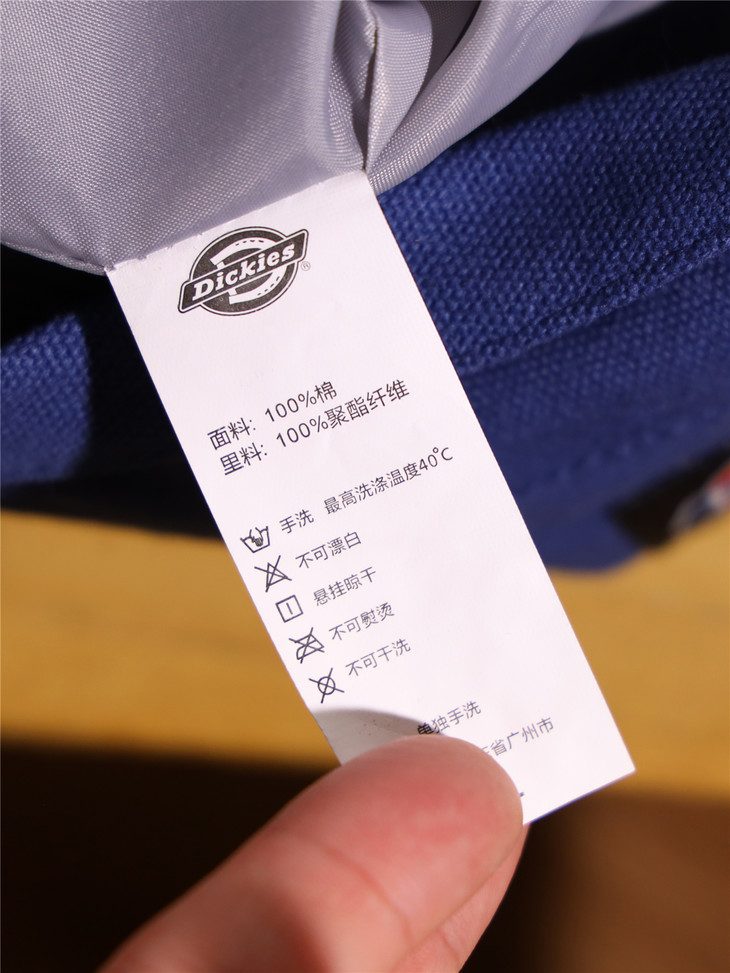 Dickies®
面料: 100%棉
里料: 100%聚酯纤维
手洗 最高洗涤温度40℃
不可漂白
悬挂晾干
不可熨烫
不可干洗
单独手洗
省广州市